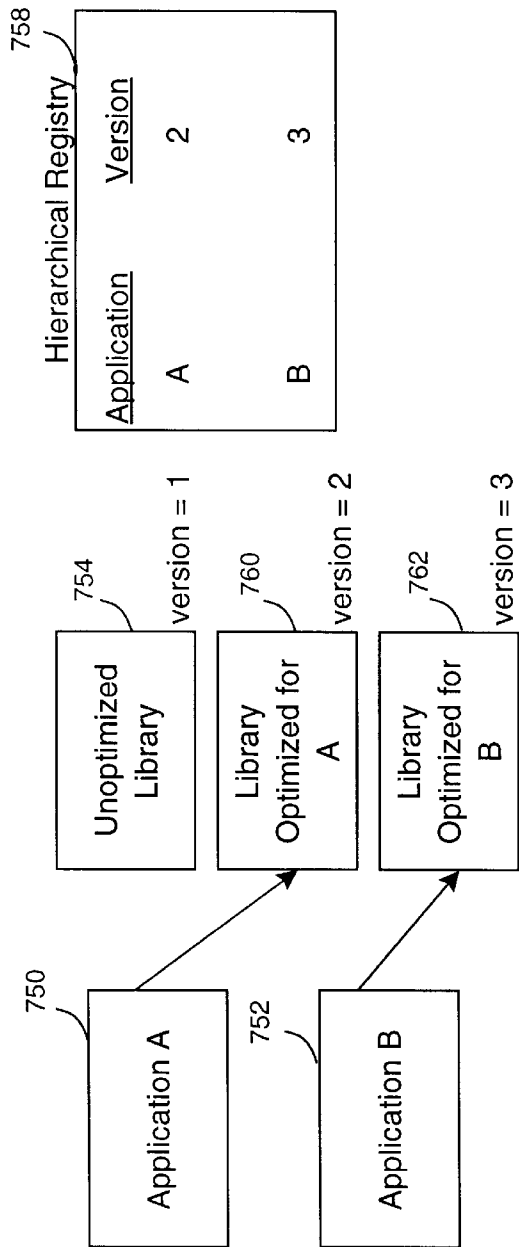 750
Application A
752
Application B
754
Unoptimized
Library
version = 1
760
Library
Optimized for
A
version = 2
762
Library
Optimized for
B
version = 3
Hierarchical Registry
758
Application Version
A 2
B 3